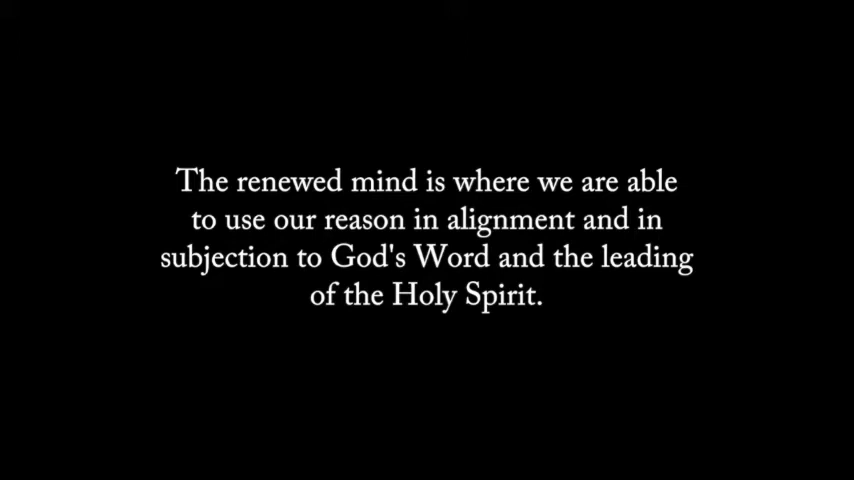 The renewed mind is where we are able
to use our reason in alignment and in
subjection to God's Word and the leading
of the Holy Spirit.